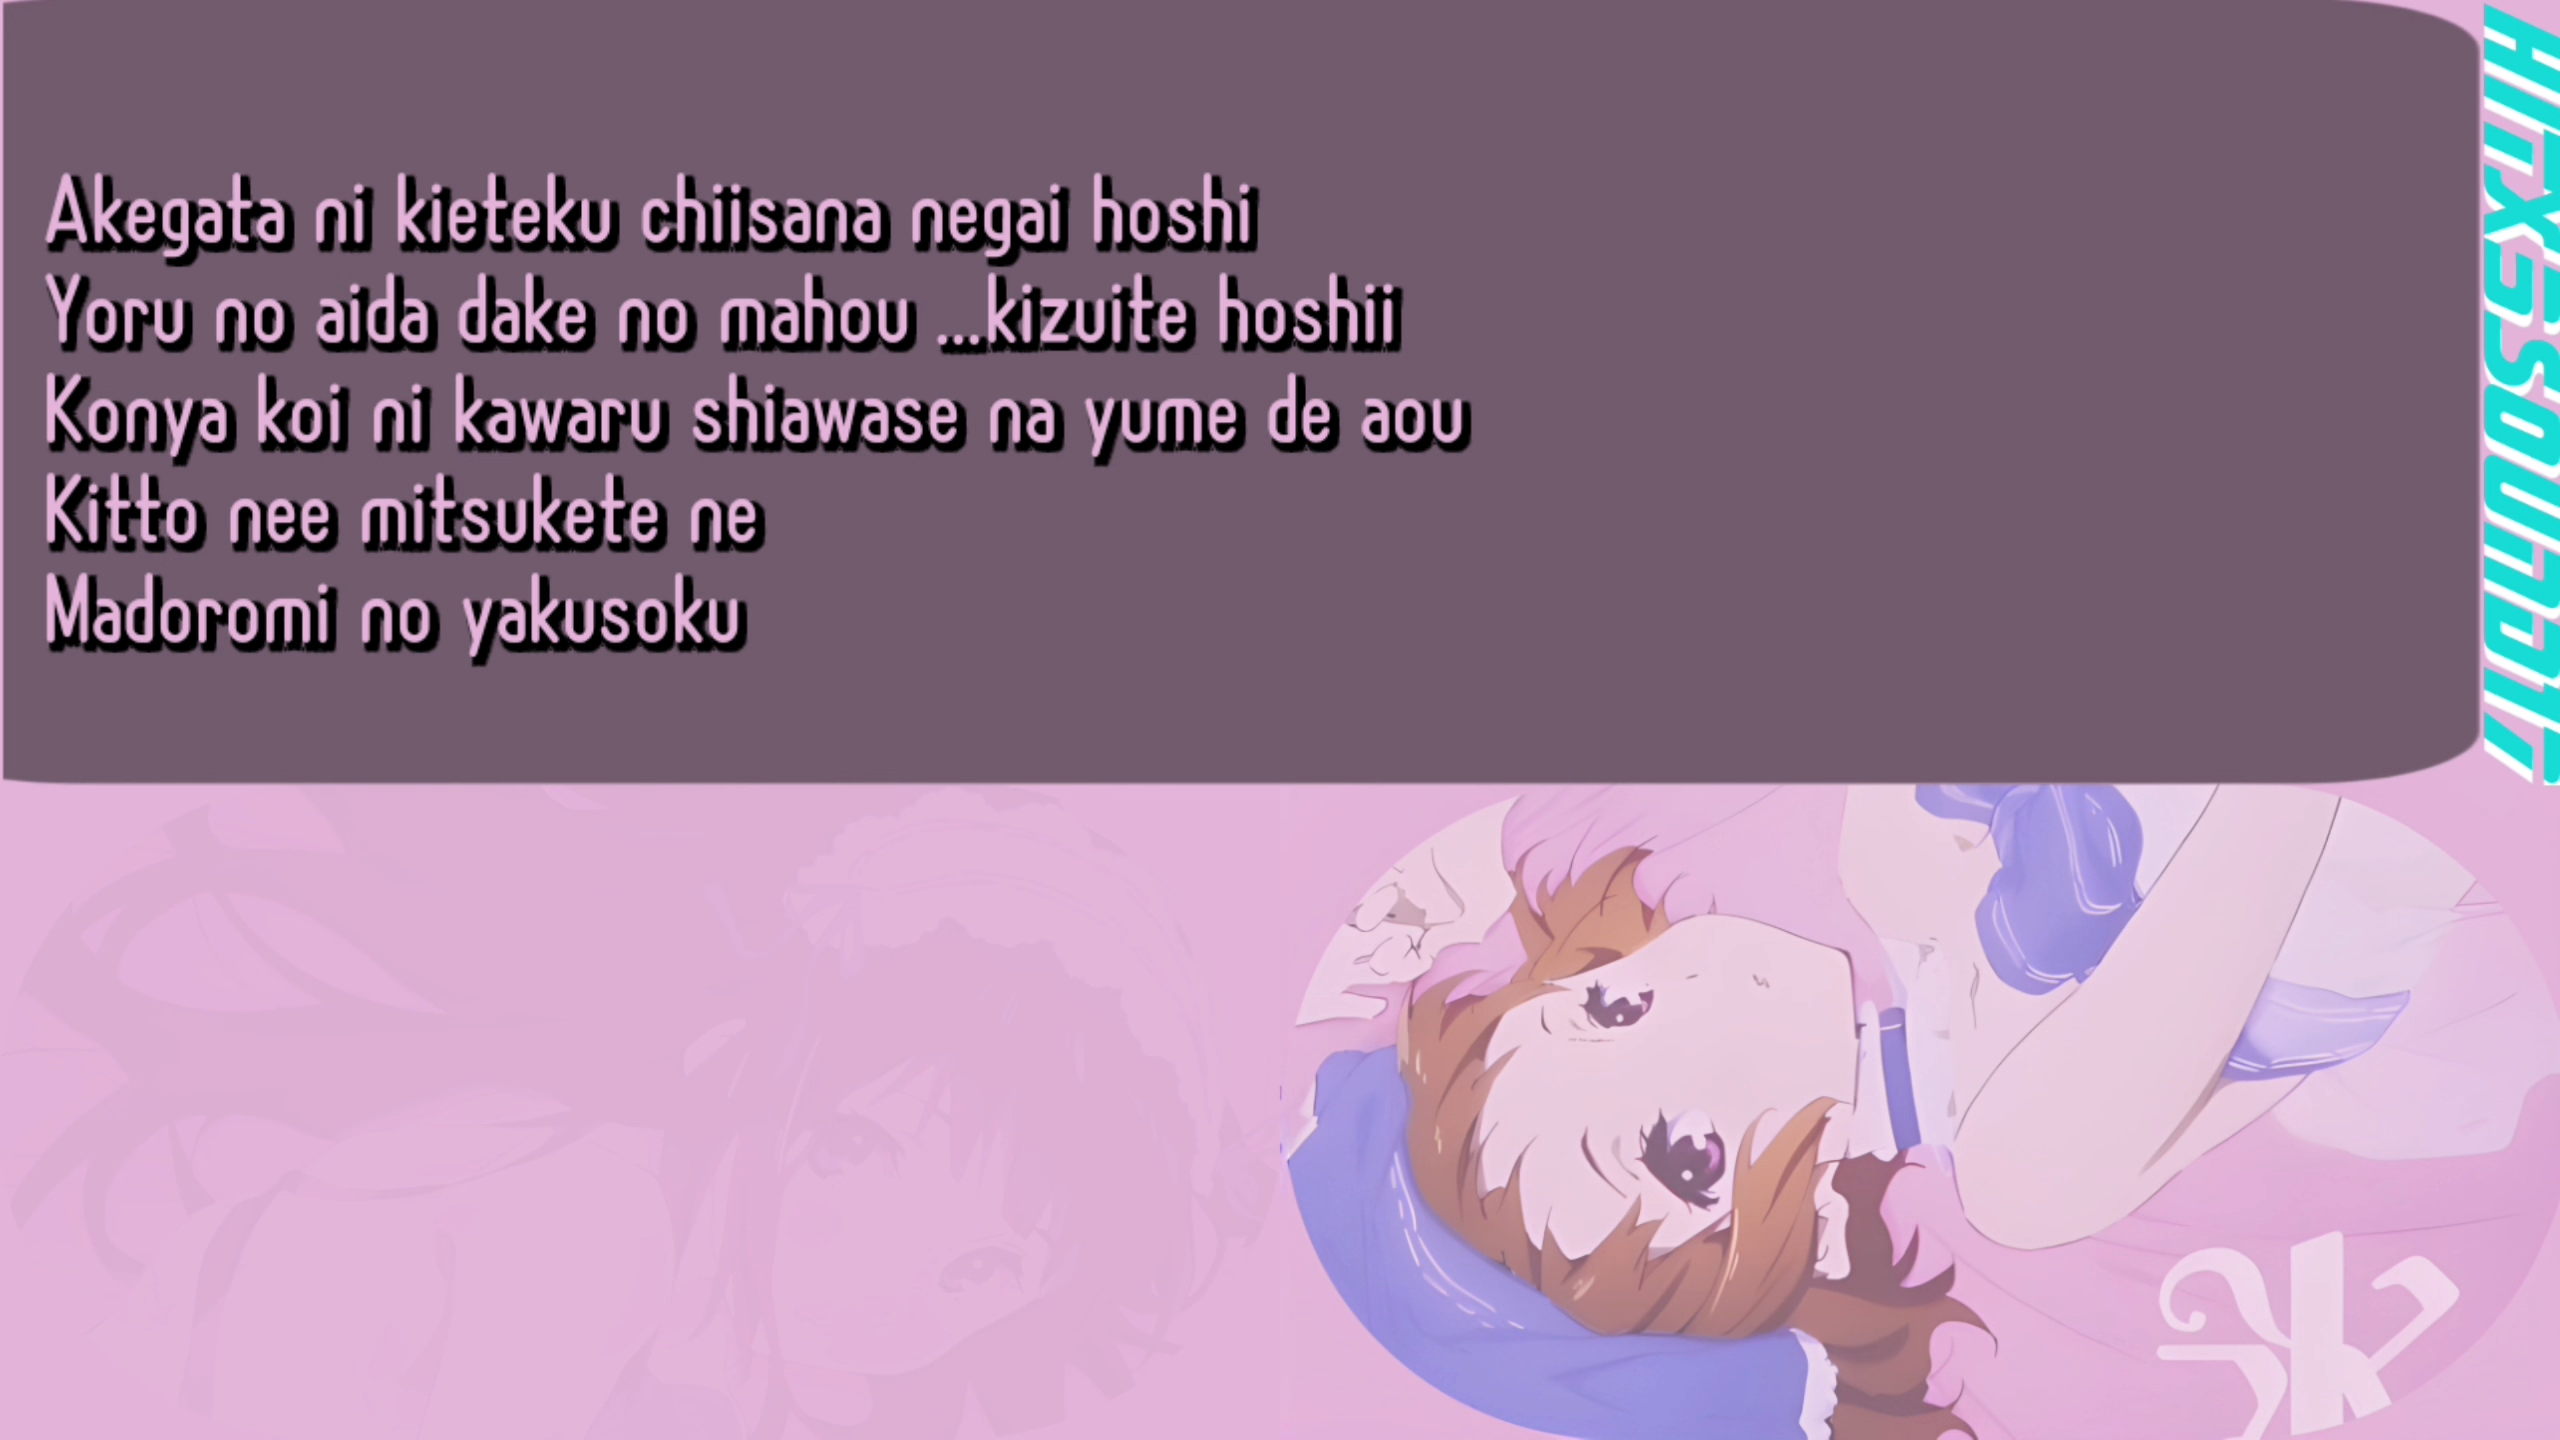 Akegata ni kieteku chiisana negai hoshi
Yoru no aida dake no mahou ...kizuite hoshii
Konya koi ni kawaru shiawase na yume de aou
Kitto nee mitsukete ne
Madoromi no yakusoku